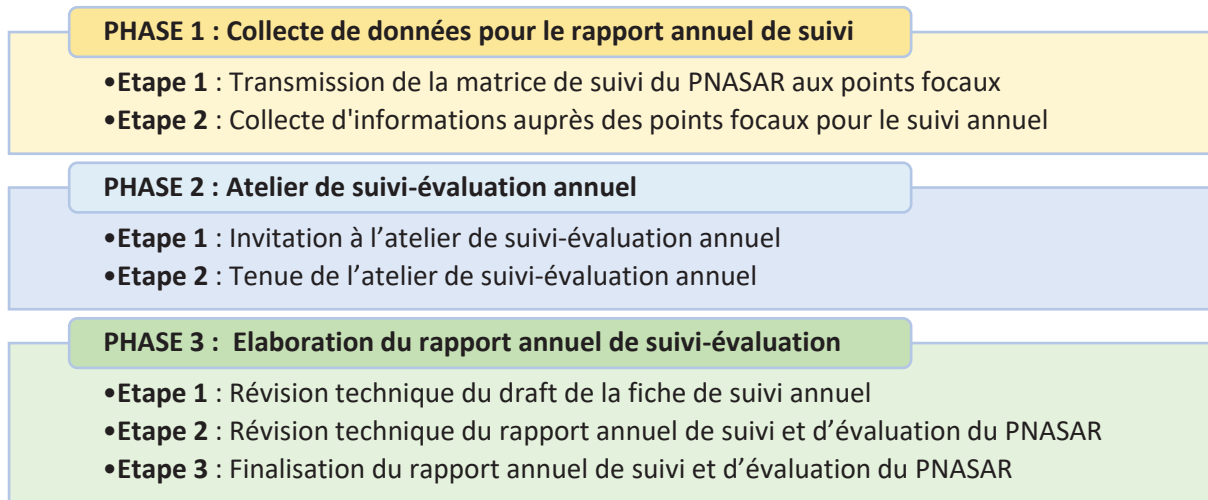 PHASE 1 : Collecte de données pour le rapport annuel de suivi
•Etape 1 : Transmission de la matrice de suivi du PNASAR aux points focaux
•Etape 2 : Collecte d'informations auprès des points focaux pour le suivi annuel
PHASE 2 : Atelier de suivi-évaluation annuel
•Etape 1 : Invitation à l’atelier de suivi-évaluation annuel
•Etape 2 : Tenue de l’atelier de suivi-évaluation annuel
PHASE 3 : Elaboration du rapport annuel de suivi-évaluation
•Etape 1 : Révision technique du draft de la fiche de suivi annuel
•Etape 2 : Révision technique du rapport annuel de suivi et d’évaluation du PNASAR
•Etape 3 : Finalisation du rapport annuel de suivi et d’évaluation du PNASAR